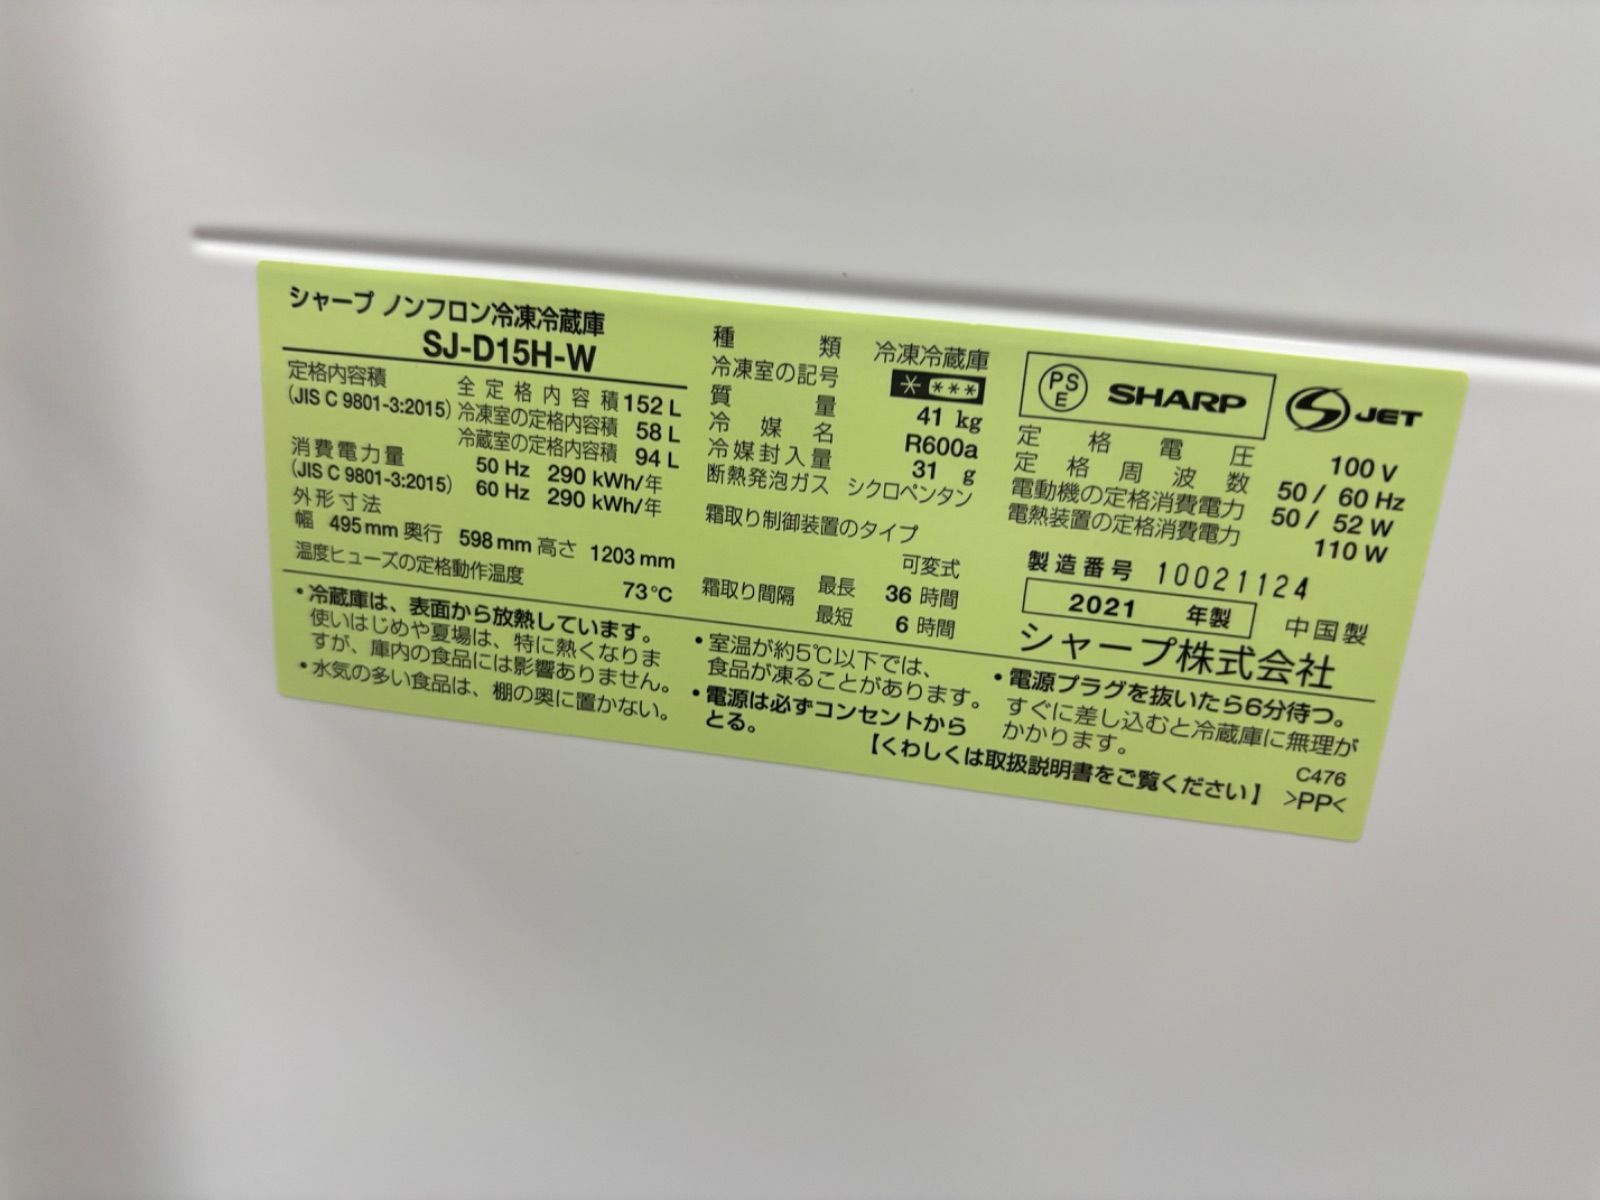 シャープ ノンフロン冷凍冷蔵庫
SJ-D15H-W
定格内容積 全定格内容積 152 L
(JIS C 9801-3:2015) 冷凍室の定格内容積 58 L
冷蔵室の定格内容積 94 L
消費電力量 50 Hz 290 kWh/年
(JIS C 9801-3:2015) 60 Hz 290 kWh/年
外形寸法
幅 495 mm 奥行 598 mm 高さ 1203 mm
温度ヒューズの定格動作温度
73℃
種類 冷凍冷蔵庫
冷凍室の記号 * ***
質量 41 kg
冷媒名 R600a
冷媒封入量 31 g
断熱発泡ガス シクロペンタン
霜取り制御装置のタイプ
可変式
霜取り間隔 最長 36 時間
最短 6 時間
PS
E
SHARP
S JET
定格電圧 100 V
定格周波数 50 / 60 Hz
電動機の定格消費電力 50 / 52 W
電熱装置の定格消費電力 110 W
製造番号 10021124
2021 年製 中国製
シャープ株式会社
・冷蔵庫は、表面から放熱しています。
使いはじめや夏場は、特に熱くなりま
すが、庫内の食品には影響ありません。
・水気の多い食品は、棚の奥に置かない。
・室温が約5℃以下では、
食品が凍ることがあります。
・電源は必ずコンセントから
とる。
・電源プラグを抜いたら6分待つ。
すぐに差し込むと冷蔵庫に無理が
かかります。
【くわしくは取扱説明書をご覧ください】
C476
>PP<